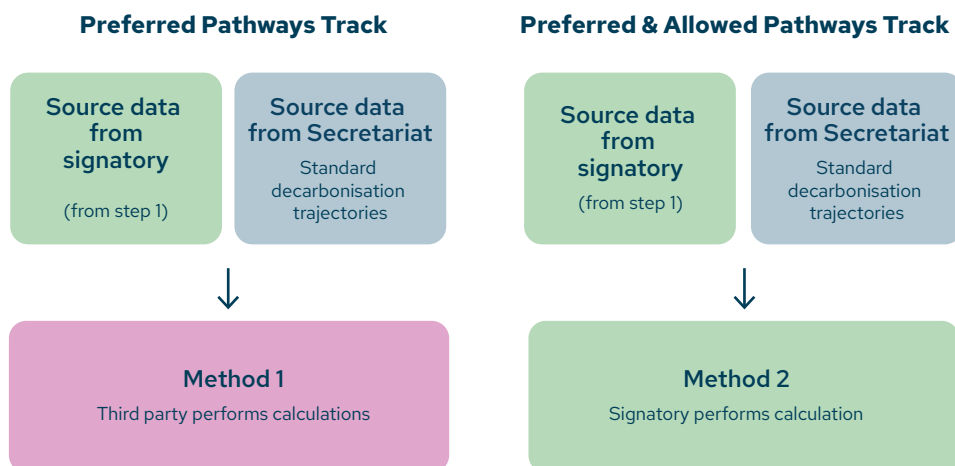 Preferred Pathways Track
Source data
from
signatory
(from step 1)
Source data
from Secretariat
Standard
decarbonisation
trajectories
Method 1
Third party performs calculations
Preferred & Allowed Pathways Track
Source data
from
signatory
(from step 1)
Source data
from Secretariat
Standard
decarbonisation
trajectories
Method 2
Signatory performs calculation